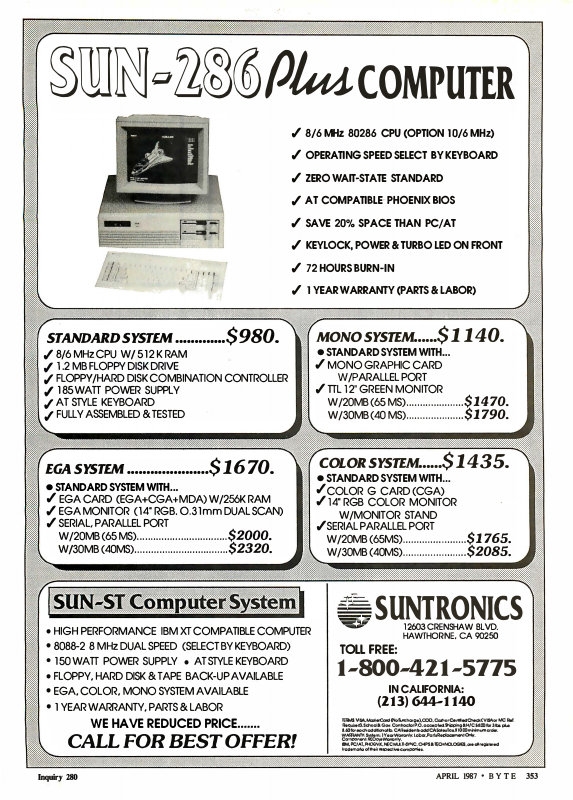 SUN-286 Plus COMPUTER
✓ 8/6 MHz 80286 CPU (OPTION 10/6 MHz)
✓ OPERATING SPEED SELECT BY KEYBOARD
✓ ZERO WAIT-STATE STANDARD
✓ AT COMPATIBLE PHOENIX BIOS
✓ SAVE 20% SPACE THAN PC/AT
✓ KEYLOCK, POWER & TURBO LED ON FRONT
✓ 72 HOURS BURN-IN
✓ 1 YEAR WARRANTY (PARTS & LABOR)
STANDARD SYSTEM .............$980.
✓ 8/6 MHz CPU W/ 512 K RAM
✓ 1.2 MB FLOPPY DISK DRIVE
✓ FLOPPY/HARD DISK COMBINATION CONTROLLER
✓ 185 WATT POWER SUPPLY
✓ AT STYLE KEYBOARD
✓ FULLY ASSEMBLED & TESTED
MONO SYSTEM......$1140.
● STANDARD SYSTEM WITH...
✓ MONO GRAPHIC CARD
W/PARALLEL PORT
✓ TTL 12" GREEN MONITOR
W/20MB (65 MS)......................$1470.
W/30MB (40 MS)......................$1790.
EGA SYSTEM ....................$1670.
● STANDARD SYSTEM WITH...
✓ EGA CARD (EGA+CGA+MDA) W/256K RAM
✓ EGA MONITOR (14" RGB. O.31mm DUAL SCAN)
✓ SERIAL, PARALLEL PORT
W/20MB (65 MS)................................$2000.
W/30MB (40MS).................................$2320.
COLOR SYSTEM......$1435.
● STANDARD SYSTEM WITH...
✓ COLOR G CARD (CGA)
✓ 14" RGB COLOR MONITOR
W/MONITOR STAND
✓ SERIAL PARALLEL PORT
W/20MB (65MS)......................$1765.
W/30MB (40MS)......................$2085.
SUN-ST Computer System
• HIGH PERFORMANCE IBM XT COMPATIBLE COMPUTER
• 8088-2 8 MHz DUAL SPEED (SELECT BY KEYBOARD)
• 150 WATT POWER SUPPLY • AT STYLE KEYBOARD
• FLOPPY, HARD DISK & TAPE BACK-UP AVAILABLE
• EGA, COLOR, MONO SYSTEM AVAILABLE
• 1 YEAR WARRANTY, PARTS & LABOR
WE HAVE REDUCED PRICE.......
CALL FOR BEST OFFER!
SUNTRONICS
12603 CRENSHAW BLVD.
HAWTHORNE, CA 90250
TOLL FREE:
1-800-421-5775
IN CALIFORNIA:
(213) 644-1140
Inquiry 280
APRIL 1987 • B Y T E 353